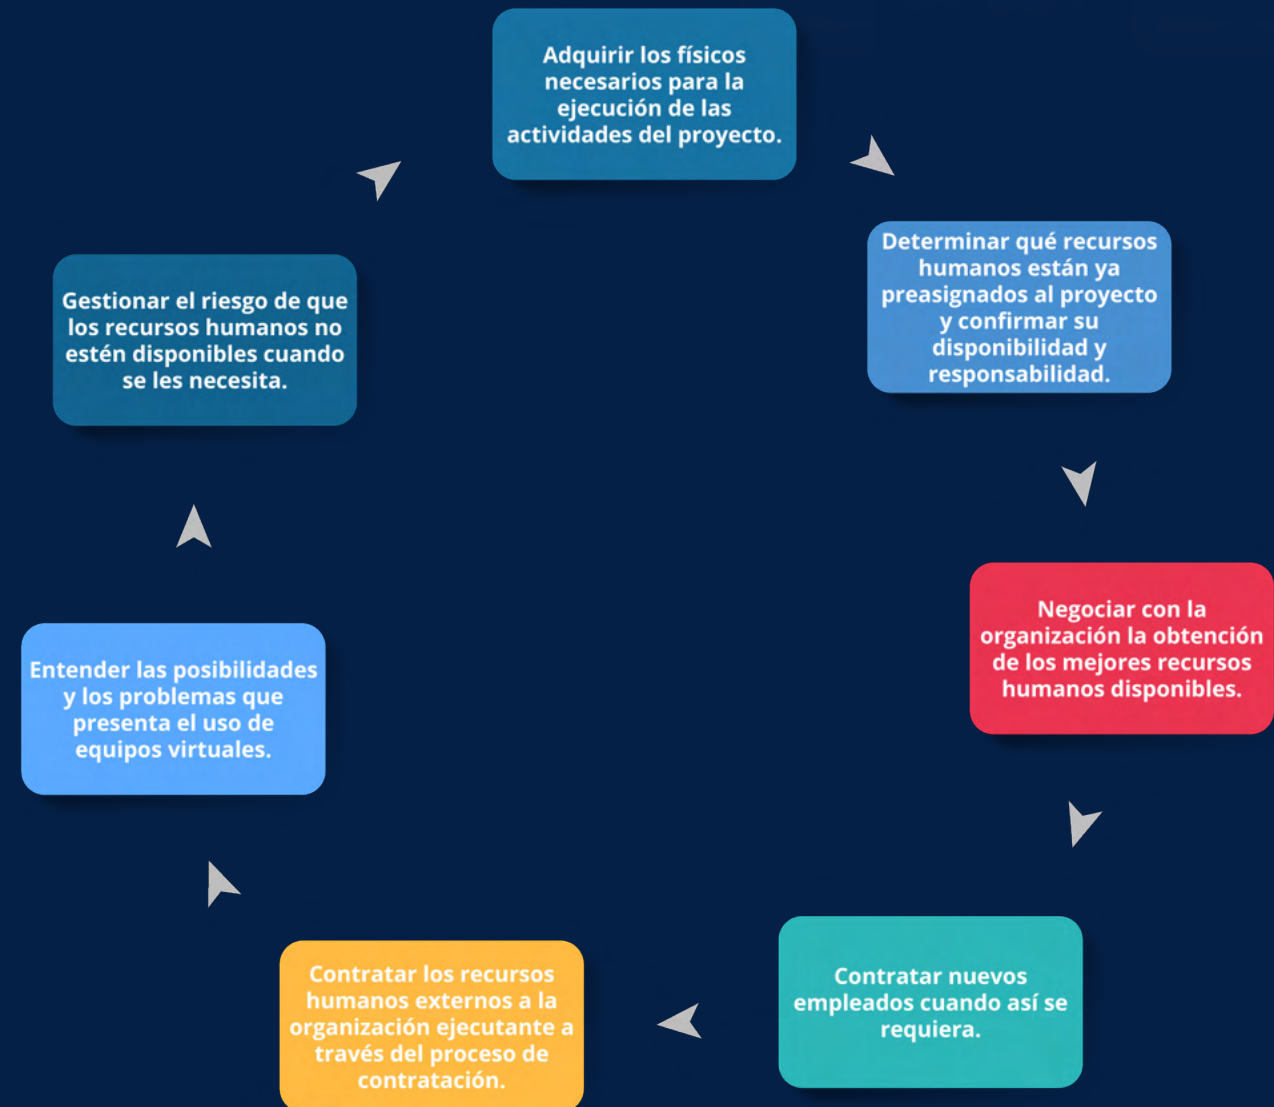 Adquirir los físicos
necesarios para la
ejecución de las
actividades del proyecto.
Determinar qué recursos
humanos están ya
preasignados al proyecto
y confirmar su
disponibilidad y
responsabilidad.
Negociar con la
organización la obtención
de los mejores recursos
humanos disponibles.
Contratar nuevos
empleados cuando así se
requiera.
Contratar los recursos
humanos externos a la
organización ejecutante a
través del proceso de
contratación.
Entender las posibilidades
y los problemas que
presenta el uso de
equipos virtuales.
Gestionar el riesgo de que
los recursos humanos no
estén disponibles cuando
se les necesita.